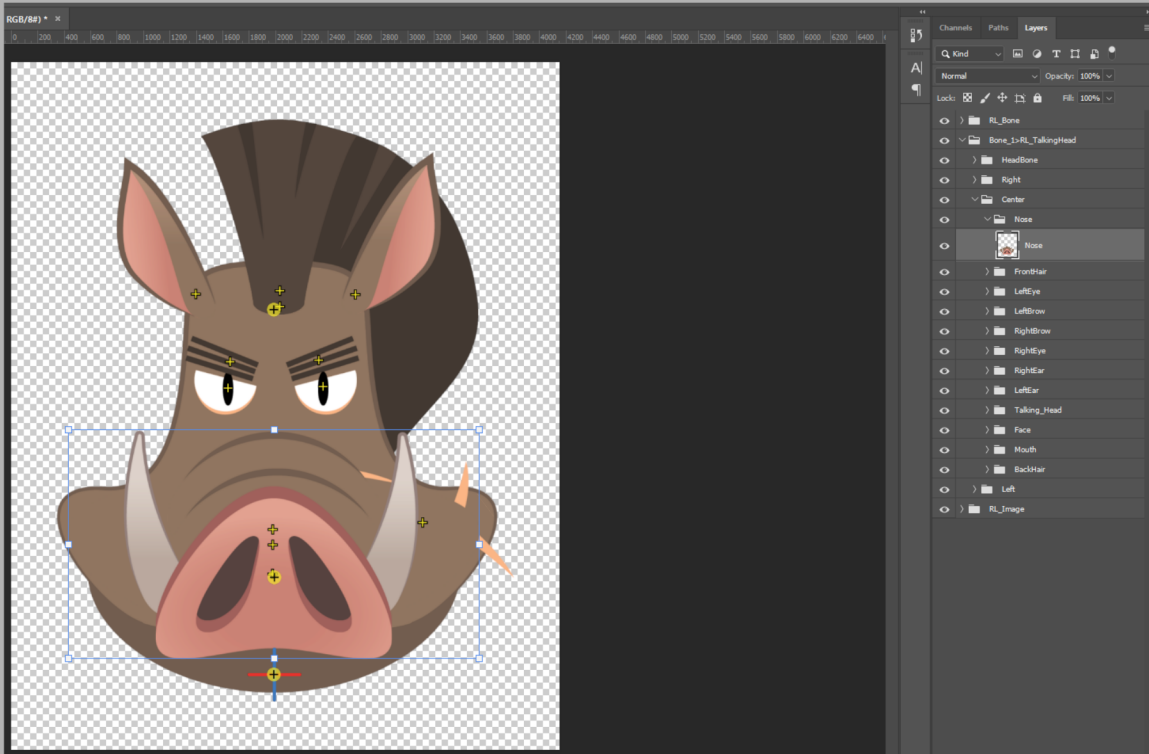 RGB/8#) * ×
Channels Paths Layers
0 200 400 600 800 1000 1200 1400 1600 1800 2000 2200 2400 2600 2800 3000 3200 3400 3600 3800 4000 4200 4400 4600 4800 5000 5200 5400 5600 5800 6000 6200 6400
Kind
Normal Opacity: 100%
Lock: Fill: 100%
RL_Bone
Bone_1>RL_TalkingHead
HeadBone
Right
Center
Nose
Nose
FrontHair
LeftEye
LeftBrow
RightBrow
RightEye
RightEar
LeftEar
Talking_Head
Face
Mouth
BackHair
Left
RL_Image